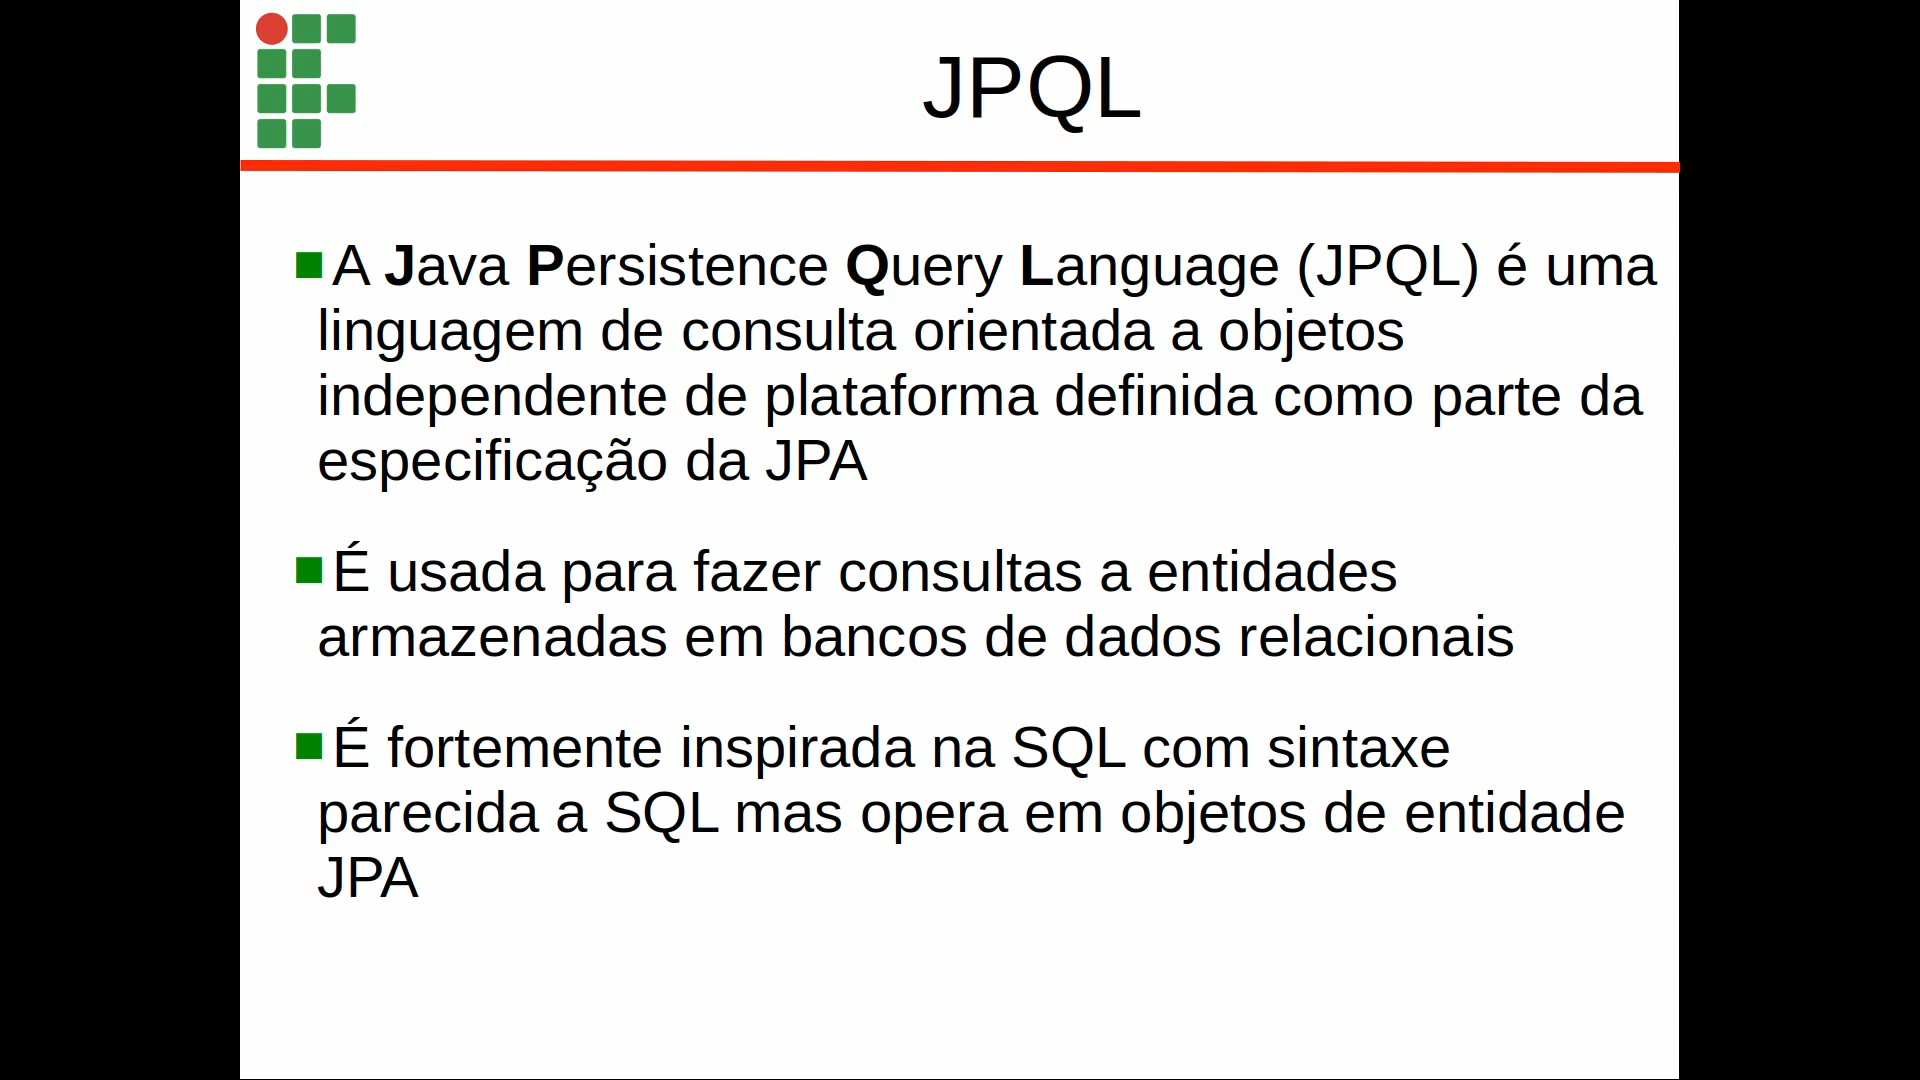 JPQL
A Java Persistence Query Language (JPQL) é uma
linguagem de consulta orientada a objetos
independente de plataforma definida como parte da
especificação da JPA
É usada para fazer consultas a entidades
armazenadas em bancos de dados relacionais
É fortemente inspirada na SQL com sintaxe
parecida a SQL mas opera em objetos de entidade
JPA